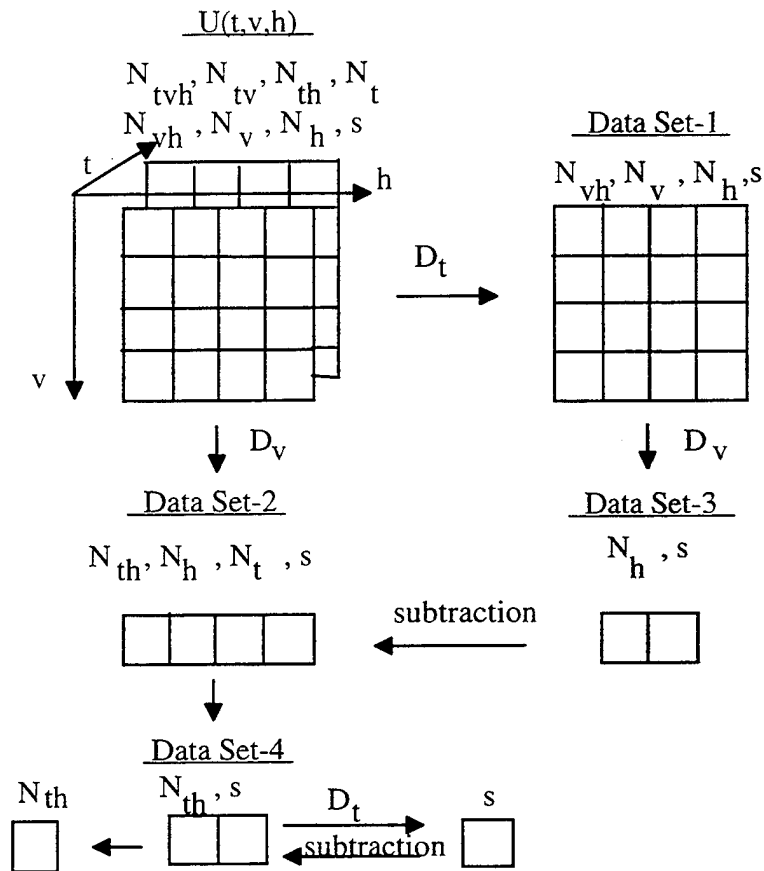 U(t,v,h)
N_tvh, N_tv, N_th, N_t
N_vh, N_v, N_h, s
Data Set-1
N_vh, N_v, N_h, s
t
h
v
D_t
D_v
D_v
Data Set-2
Data Set-3
N_th, N_h, N_t, s
N_h, s
subtraction
Data Set-4
N_th
N_th, s
D_t
s
subtraction